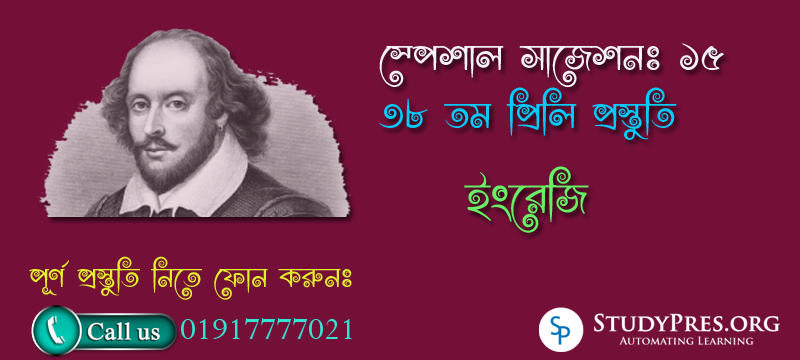 স্পেশাল সাজেশনঃ ১৫
৩৮ তম প্রিলি প্রস্তুতি
ইংরেজি
পূর্ণ প্রস্তুতি নিতে ফোন করুনঃ
Call us 01917777021
SP StudyPres.org
Automating Learning